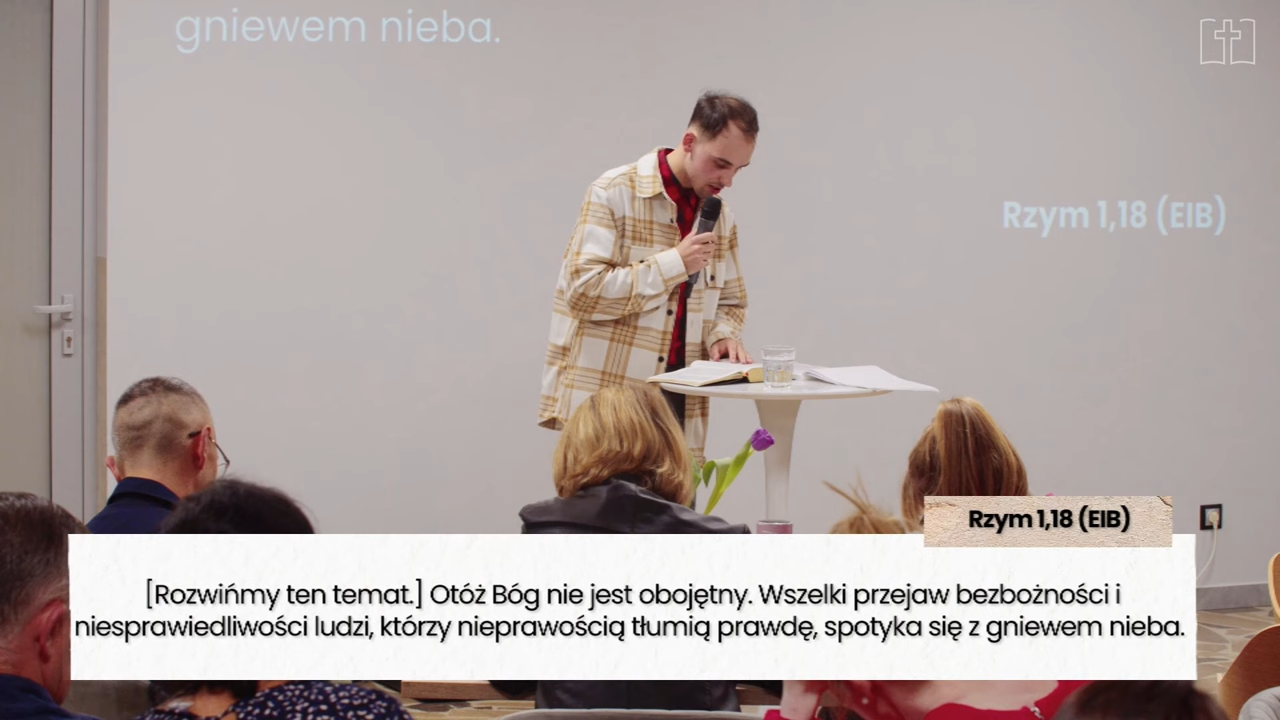 gniewem nieba.
Rzym 1,18 (EIB)
Rzym 1,18 (EIB)
[Rozwińmy ten temat.] Otóż Bóg nie jest obojętny. Wszelki przejaw bezbożności i
niesprawiedliwości ludzi, którzy nieprawością tłumią prawdę, spotyka się z gniewem nieba.